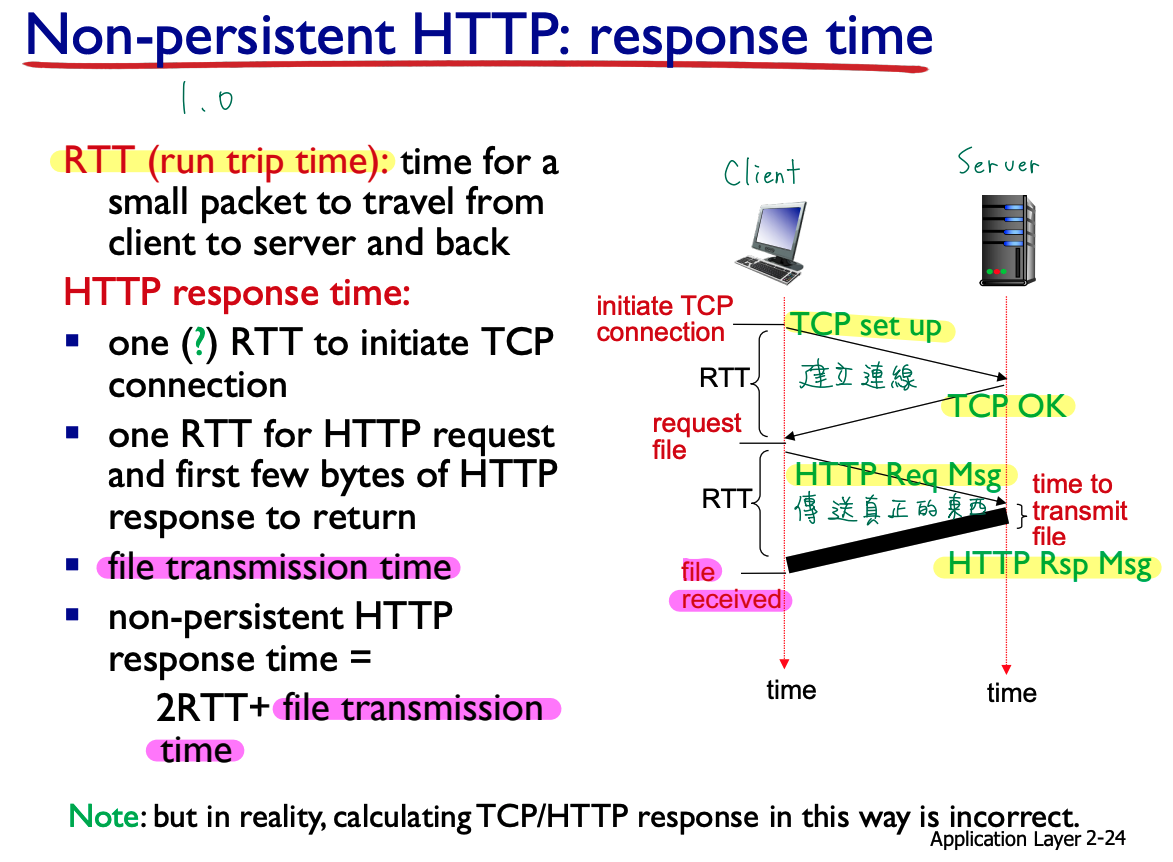 Non-persistent HTTP: response time
1.0
RTT (run trip time): time for a
small packet to travel from
client to server and back
HTTP response time:
one (?) RTT to initiate TCP
connection
one RTT for HTTP request
and first few bytes of HTTP
response to return
file transmission time
non-persistent HTTP
response time =
2RTT+ file transmission
time
Client
Server
initiate TCP
connection
TCP set up
RTT
建立連線
TCP OK
request
file
HTTP Req Msg
RTT
傳送真正的東西
time to
transmit
file
HTTP Rsp Msg
file
received
time
time
Note: but in reality, calculating TCP/HTTP response in this way is incorrect.
Application Layer 2-24